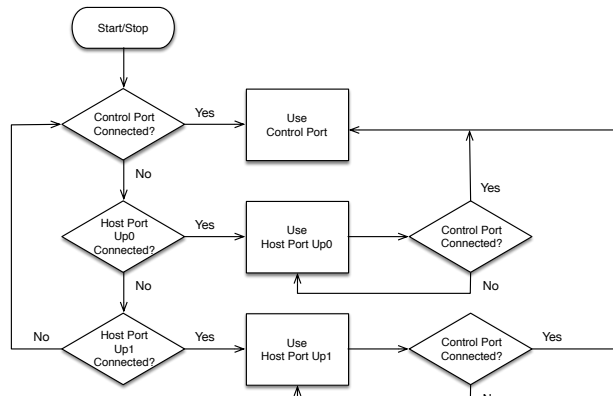 Start/Stop
Control Port
Connected?
Yes
Use
Control Port
No
Yes
Host Port
Up0
Connected?
Yes
Use
Host Port Up0
Control Port
Connected?
No
No
No
Host Port
Up1
Connected?
Yes
Use
Host Port Up1
Control Port
Connected?
Yes